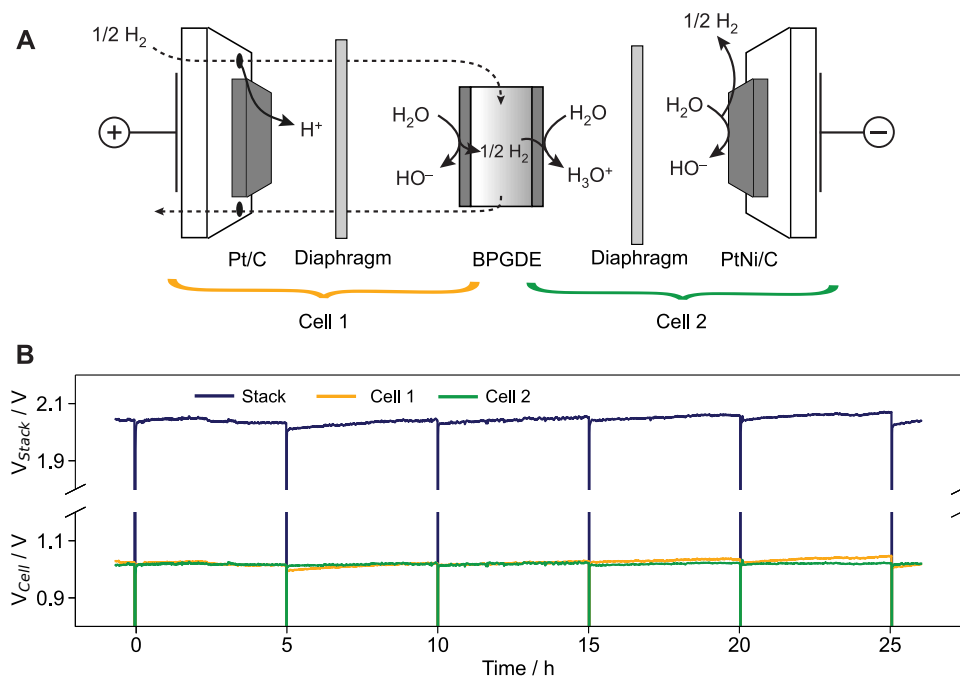 A
1/2 H₂
H⁺
+
H₂O
HO⁻
1/2 H₂
H₂O
H₃O⁺
1/2 H₂
H₂O
HO⁻
−
Pt/C
Diaphragm
BPGDE
Diaphragm
PtNi/C
Cell 1
Cell 2
B
Stack
Cell 1
Cell 2
V_Stack / V
2.1
1.9
V_Cell / V
1.1
0.9
0 5 10 15 20 25
Time / h